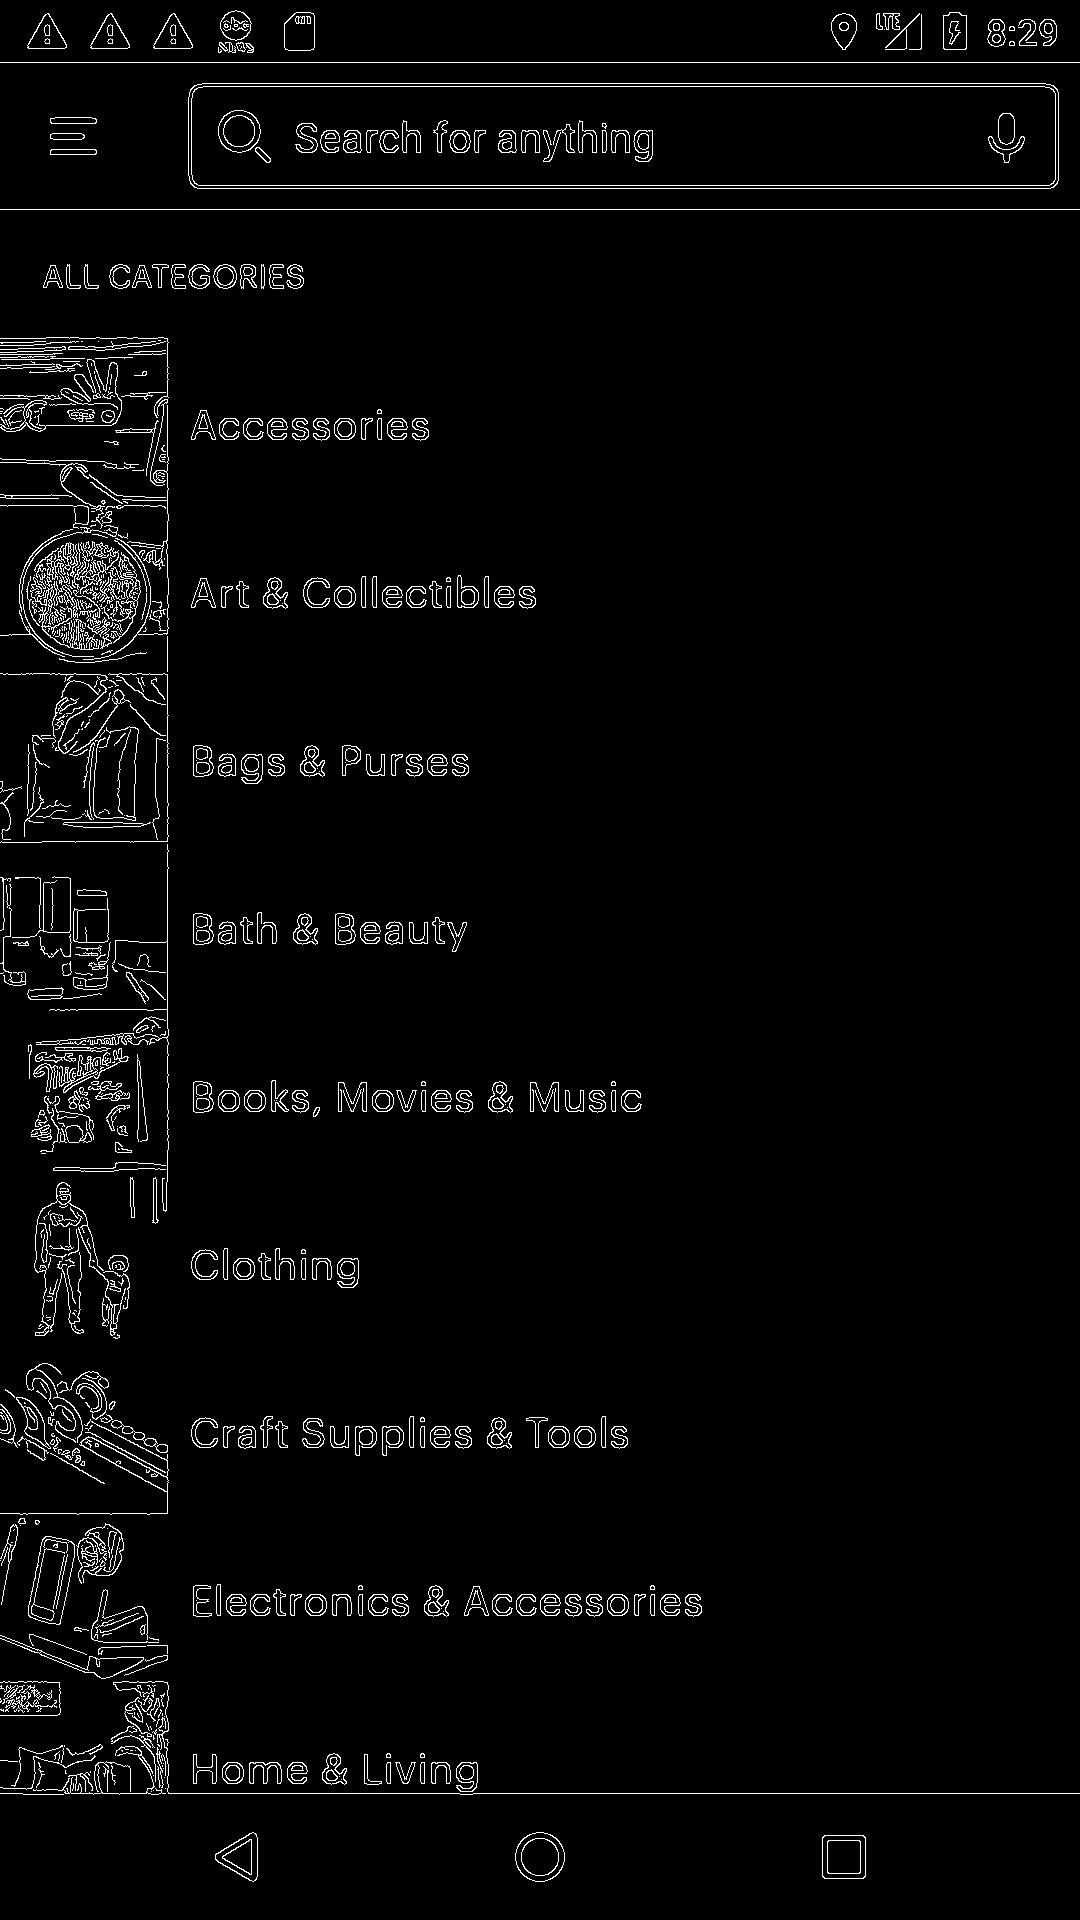 abc
LTE
8:29
Search for anything
ALL CATEGORIES
Accessories
Art & Collectibles
Bags & Purses
Bath & Beauty
Michigan
Books, Movies & Music
Clothing
Craft Supplies & Tools
Electronics & Accessories
Home & Living